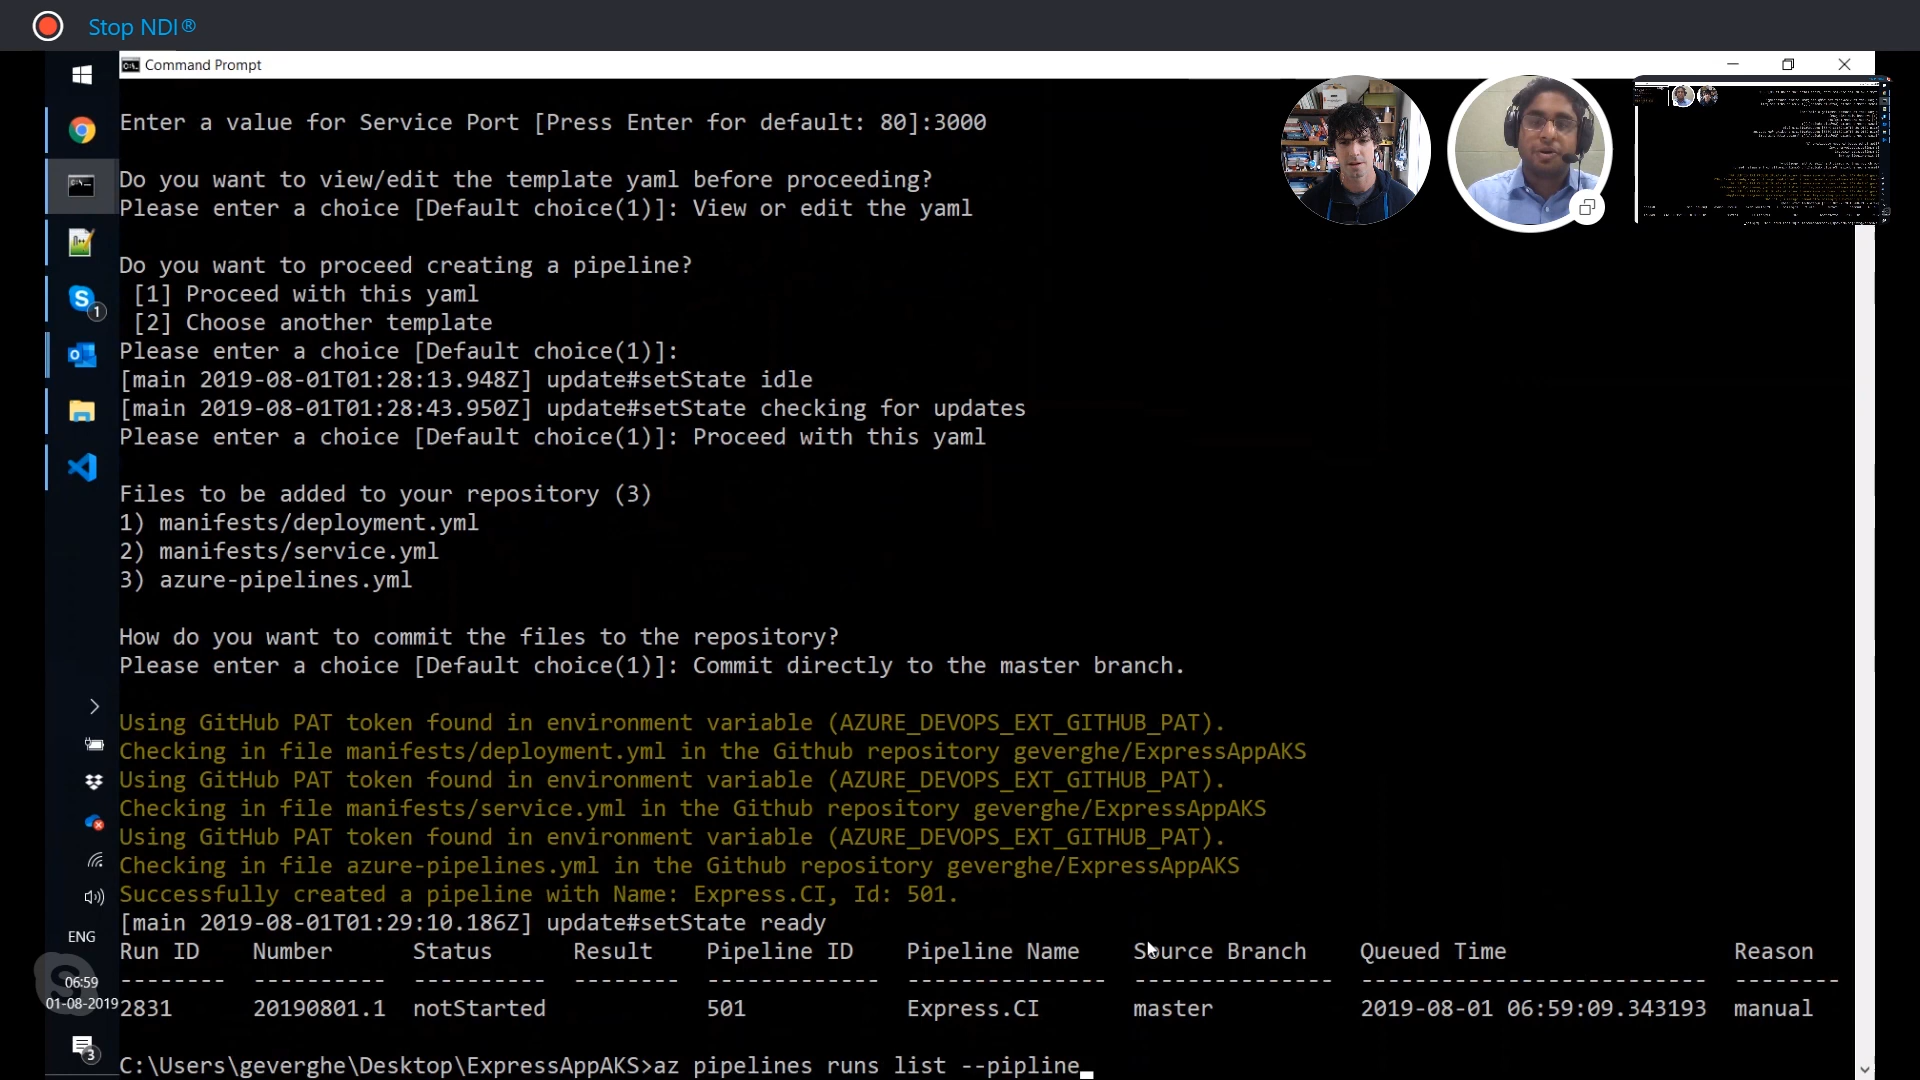 Stop NDI®
Command Prompt
Enter a value for Service Port [Press Enter for default: 80]:3000
Do you want to view/edit the template yaml before proceeding?
Please enter a choice [Default choice(1)]: View or edit the yaml
Do you want to proceed creating a pipeline?
[1] Proceed with this yaml
[2] Choose another template
Please enter a choice [Default choice(1)]:
[main 2019-08-01T01:28:13.948Z] update#setState idle
[main 2019-08-01T01:28:43.950Z] update#setState checking for updates
Please enter a choice [Default choice(1)]: Proceed with this yaml
Files to be added to your repository (3)
1) manifests/deployment.yml
2) manifests/service.yml
3) azure-pipelines.yml
How do you want to commit the files to the repository?
Please enter a choice [Default choice(1)]: Commit directly to the master branch.
Using GitHub PAT token found in environment variable (AZURE_DEVOPS_EXT_GITHUB_PAT).
Checking in file manifests/deployment.yml in the Github repository geverghe/ExpressAppAKS
Using GitHub PAT token found in environment variable (AZURE_DEVOPS_EXT_GITHUB_PAT).
Checking in file manifests/service.yml in the Github repository geverghe/ExpressAppAKS
Using GitHub PAT token found in environment variable (AZURE_DEVOPS_EXT_GITHUB_PAT).
Checking in file azure-pipelines.yml in the Github repository geverghe/ExpressAppAKS
Successfully created a pipeline with Name: Express.CI, Id: 501.
[main 2019-08-01T01:29:10.186Z] update#setState ready
Run ID Number Status Result Pipeline ID Pipeline Name Source Branch Queued Time Reason
-------- ---------- ---------- -------- ------------- --------------- --------------- -------------------------- --------
2831 20190801.1 notStarted 501 Express.CI master 2019-08-01 06:59:09.343193 manual
C:\Users\geverghe\Desktop\ExpressAppAKS>az pipelines runs list --pipline_
1
ENG
06:59
01-08-2019
3